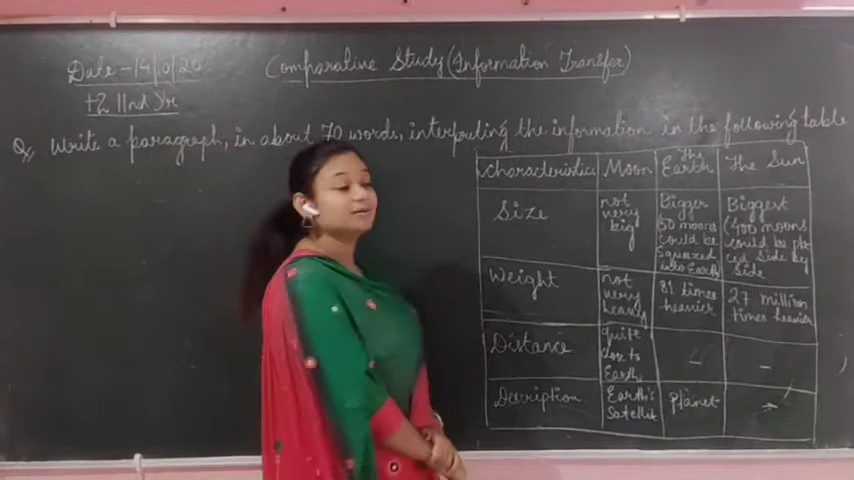 Date - 14/10/20
Comparative Study (Information Transfer)
+2 IInd Yr
Q. Write a paragraph, in about 70 words, interpreting the information in the following table
Characteristics Moon The Earth The Sun
Size
not very big
Bigger (50 moons could be squeezed into Earth
Biggest (400 moons could be placed Side by Side
Weight
not very heavy
81 times heavier
27 million times heavier
Distance
quite close to Earth
-
-
Description
Earth's Satellite
Planet